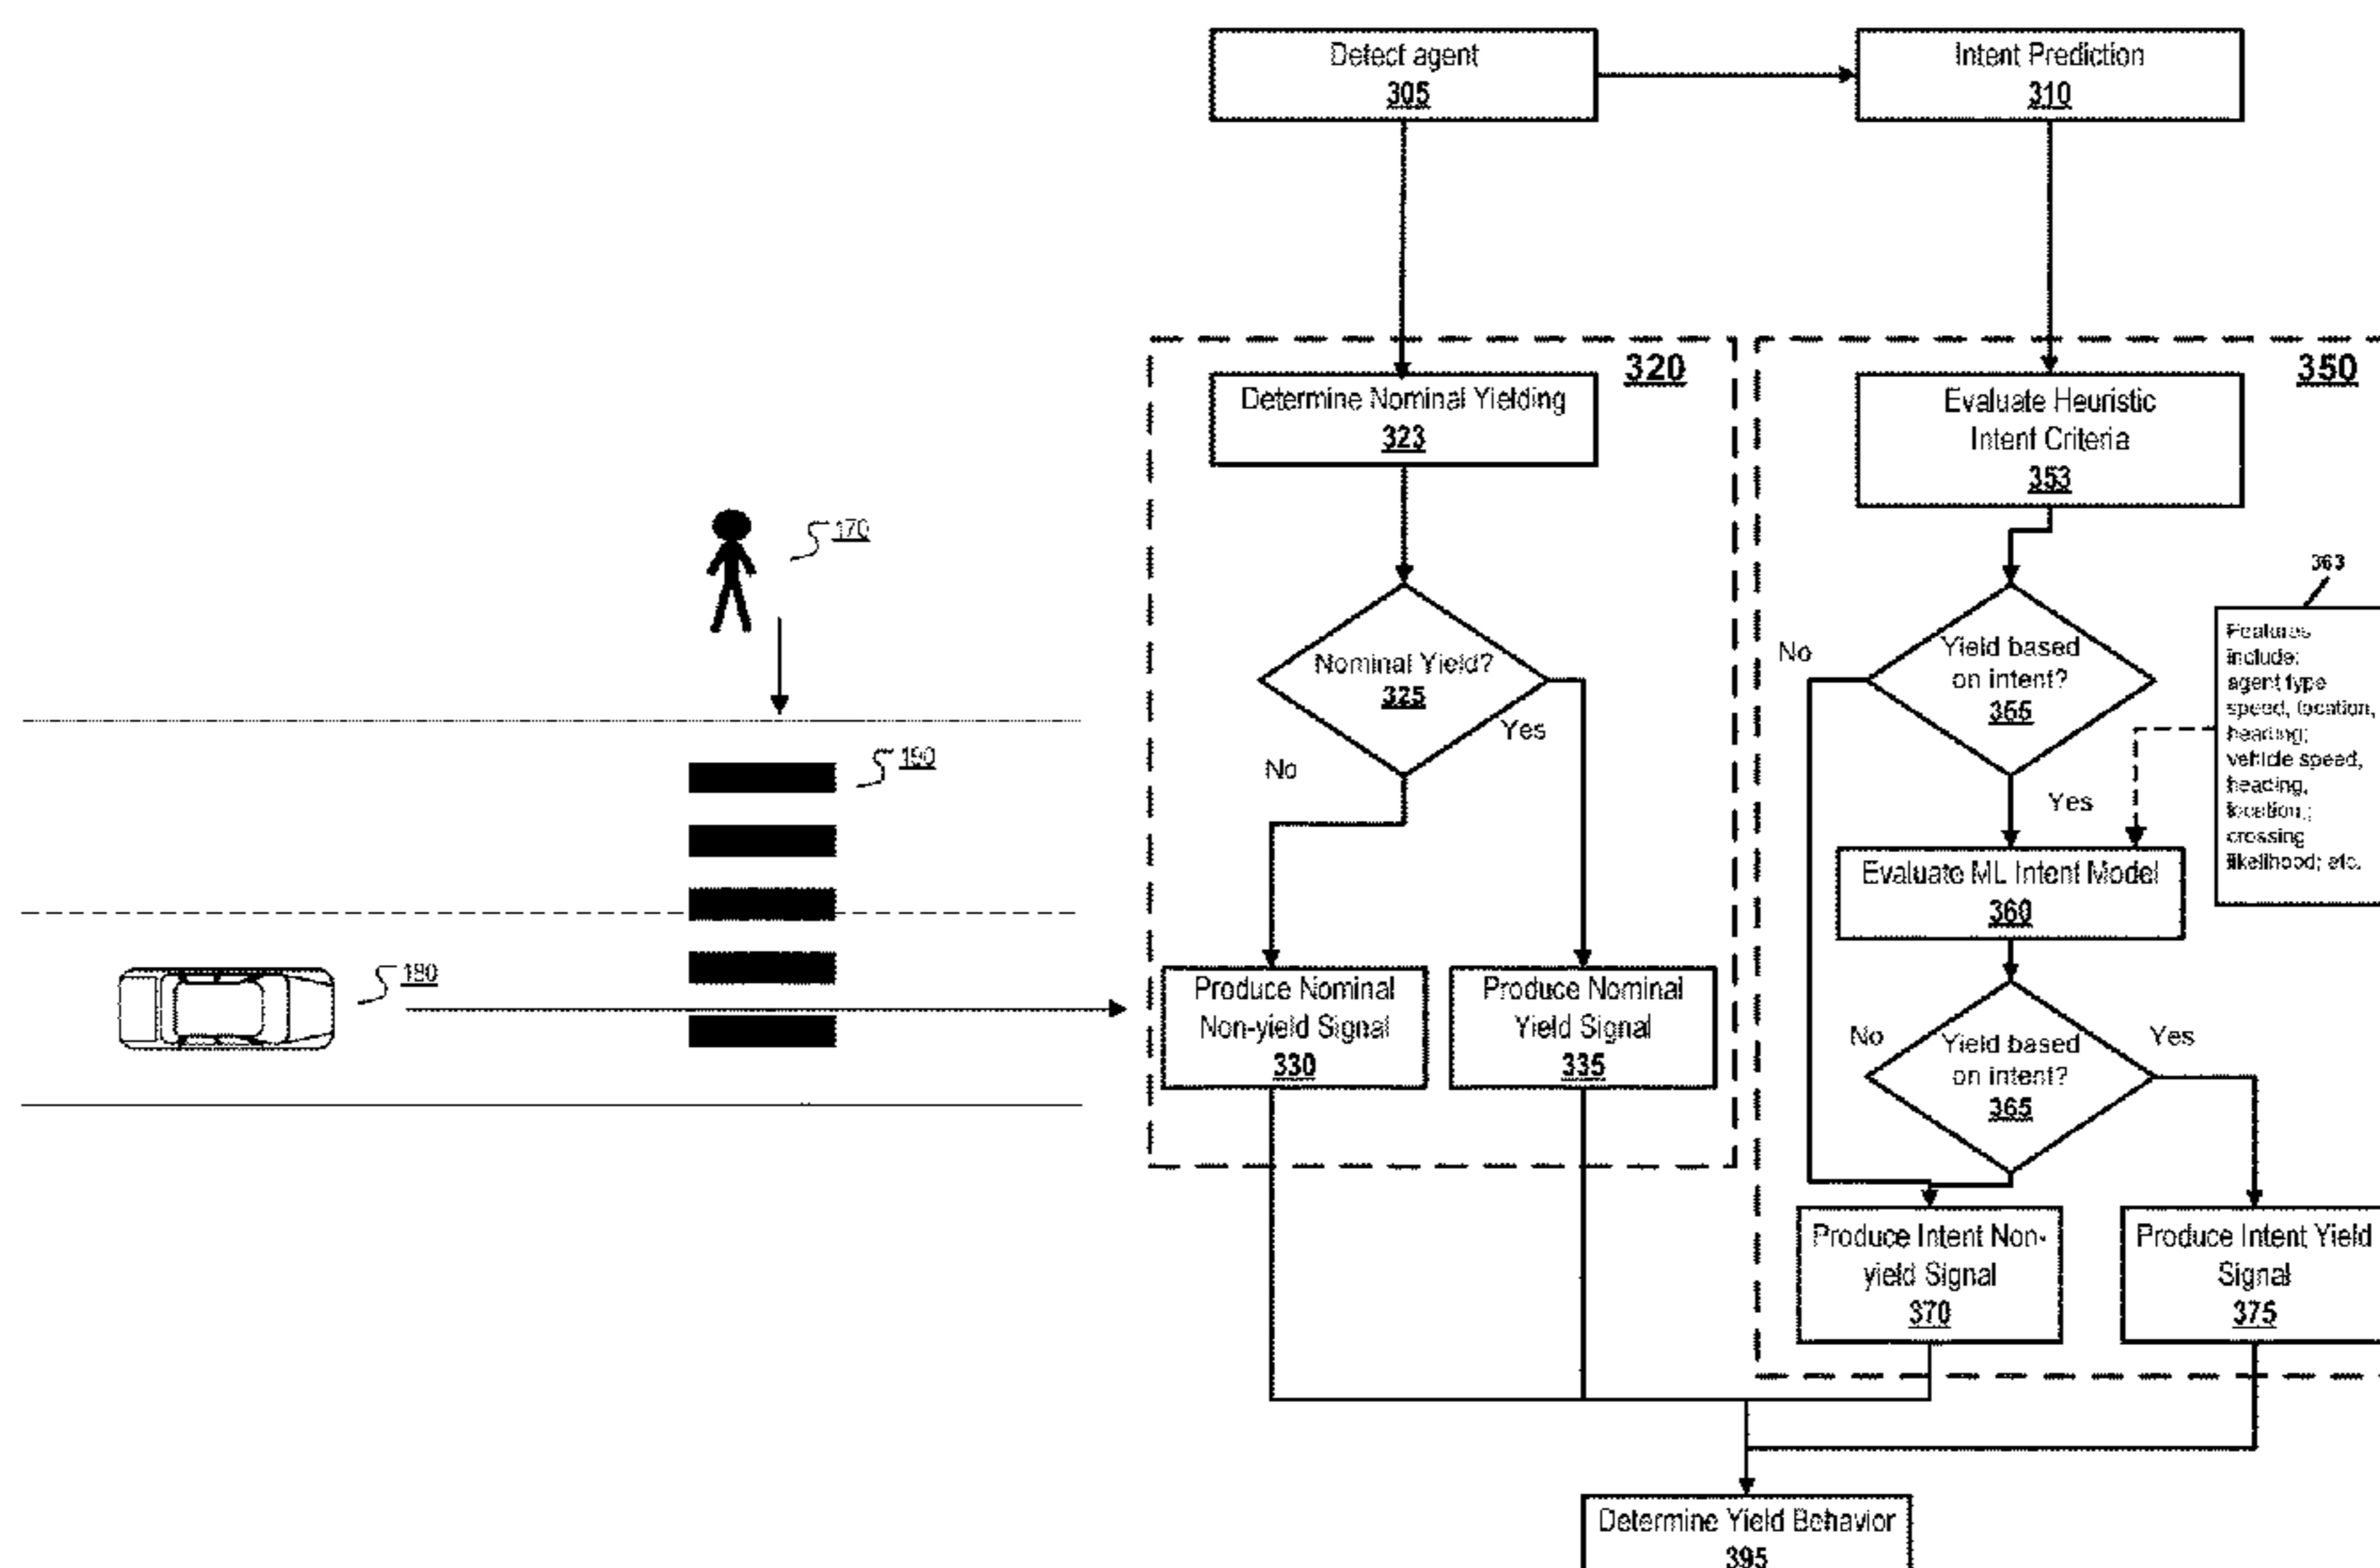 Detect agent
305
Intent Prediction
310
320
350
Determine Nominal Yielding
323
Evaluate Heuristic
Intent Criteria
353
170
363
Features
include:
agent type
speed, location,
heading;
vehicle speed,
heading,
location,;
crossing
likelihood; etc.
Nominal Yield?
325
Yes
No
Yield based
on intent?
355
No
Yes
190
Evaluate ML Intent Model
360
180
Produce Nominal
Non-yield Signal
330
Produce Nominal
Yield Signal
335
Yield based
on intent?
365
No
Yes
Produce Intent Non-
yield Signal
370
Produce Intent Yield
Signal
375
Determine Yield Behavior
395